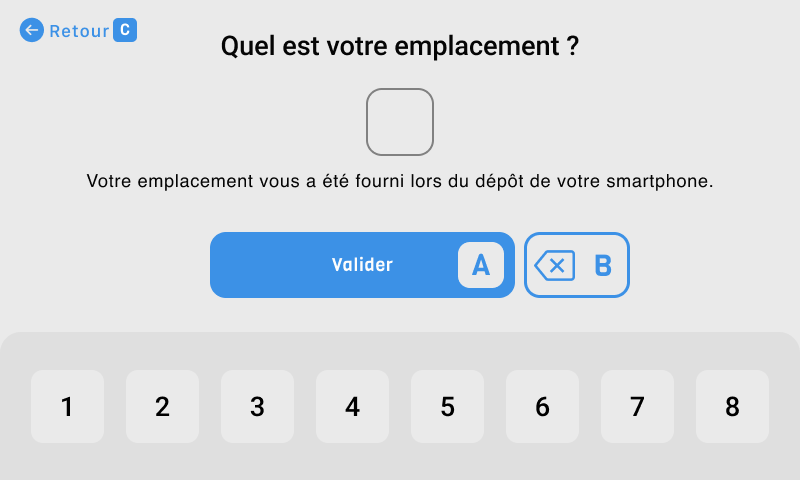 Retour C
Quel est votre emplacement ?
Votre emplacement vous a été fourni lors du dépôt de votre smartphone.
Valider A B
1 2 3 4 5 6 7 8